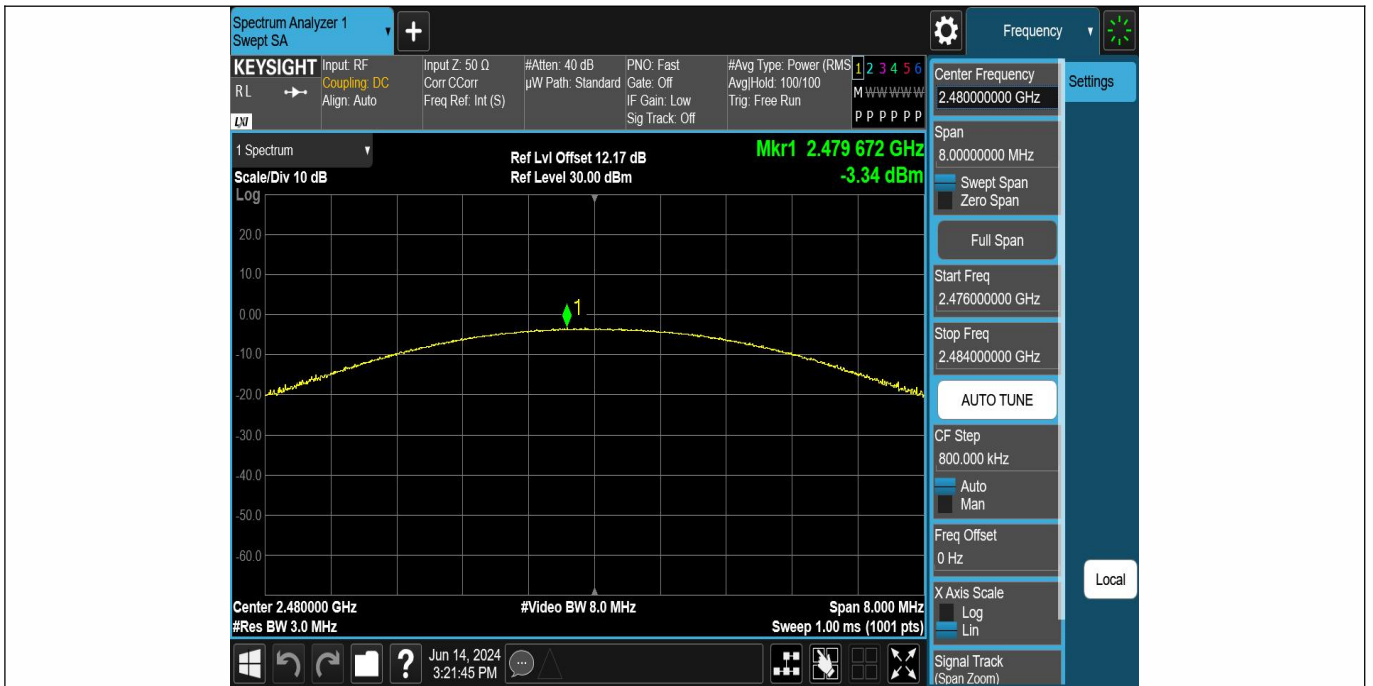 Spectrum Analyzer 1
Swept SA
Frequency
KEYSIGHT
RL
LXI
Input: RF
Coupling: DC
Align: Auto
Input Z: 50 Ω
Corr CCorr
Freq Ref: Int (S)
#Atten: 40 dB
µW Path: Standard
PNO: Fast
Gate: Off
IF Gain: Low
Sig Track: Off
#Avg Type: Power (RMS
Avg|Hold: 100/100
Trig: Free Run
1 2 3 4 5 6
M W W W W W
P P P P P P
1 Spectrum
Scale/Div 10 dB
Log
Ref Lvl Offset 12.17 dB
Ref Level 30.00 dBm
Mkr1 2.479 672 GHz
-3.34 dBm
20.0
10.0
0.00
-10.0
-20.0
-30.0
-40.0
-50.0
-60.0
1
Center 2.480000 GHz
#Video BW 8.0 MHz
Span 8.000 MHz
#Res BW 3.0 MHz
Sweep 1.00 ms (1001 pts)
Jun 14, 2024
3:21:45 PM
Center Frequency
2.480000000 GHz
Span
8.00000000 MHz
Swept Span
Zero Span
Full Span
Start Freq
2.476000000 GHz
Stop Freq
2.484000000 GHz
AUTO TUNE
CF Step
800.000 kHz
Auto
Man
Freq Offset
0 Hz
X Axis Scale
Log
Lin
Signal Track
(Span Zoom)
Settings
Local